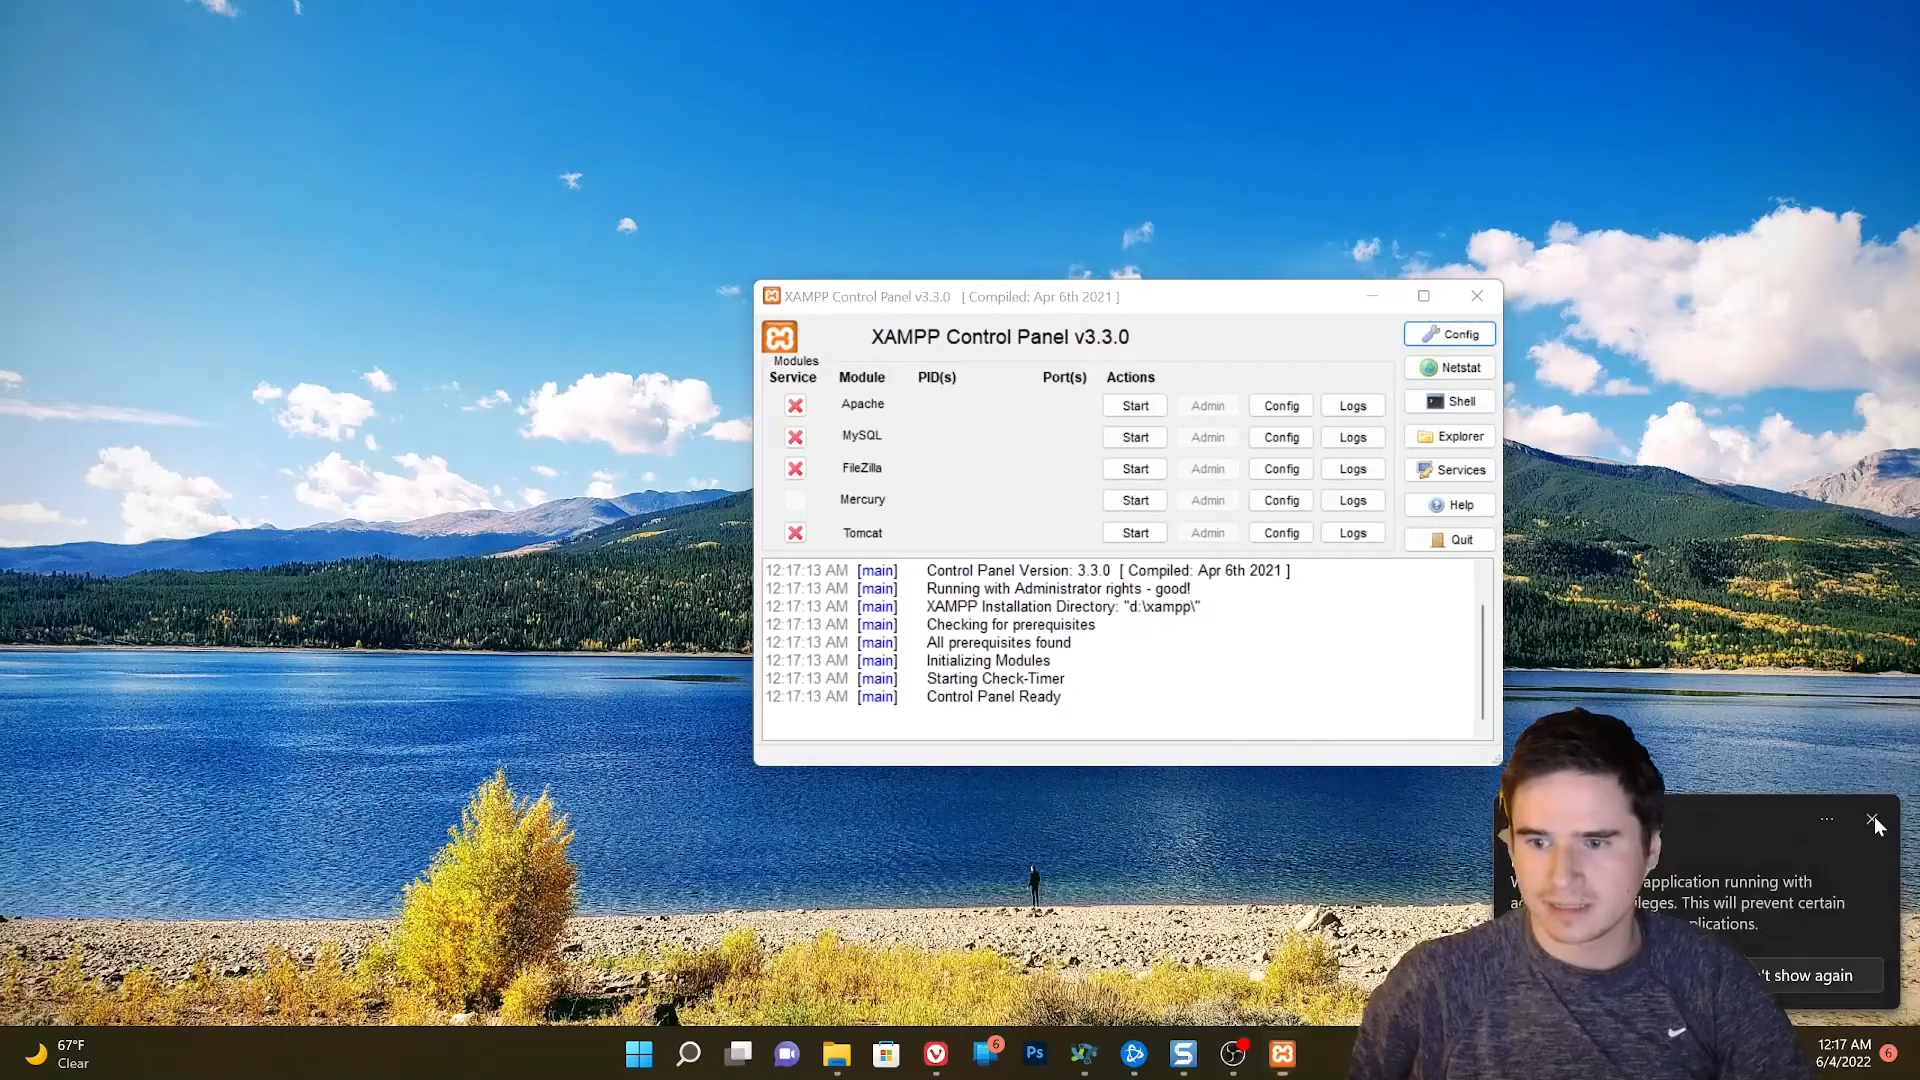 XAMPP Control Panel v3.3.0 [ Compiled: Apr 6th 2021 ]
XAMPP Control Panel v3.3.0
Config
Modules
Service Module PID(s) Port(s) Actions
Netstat
Apache Start Admin Config Logs
Shell
MySQL Start Admin Config Logs
Explorer
FileZilla Start Admin Config Logs
Services
Mercury Start Admin Config Logs
Help
Tomcat Start Admin Config Logs
Quit
12:17:13 AM [main] Control Panel Version: 3.3.0 [ Compiled: Apr 6th 2021 ]
12:17:13 AM [main] Running with Administrator rights - good!
12:17:13 AM [main] XAMPP Installation Directory: "d:\xampp\"
12:17:13 AM [main] Checking for prerequisites
12:17:13 AM [main] All prerequisites found
12:17:13 AM [main] Initializing Modules
12:17:13 AM [main] Starting Check-Timer
12:17:13 AM [main] Control Panel Ready
application running with
This will prevent certain
't show again
67°F
Clear
6
Ps
12:17 AM
6/4/2022
6